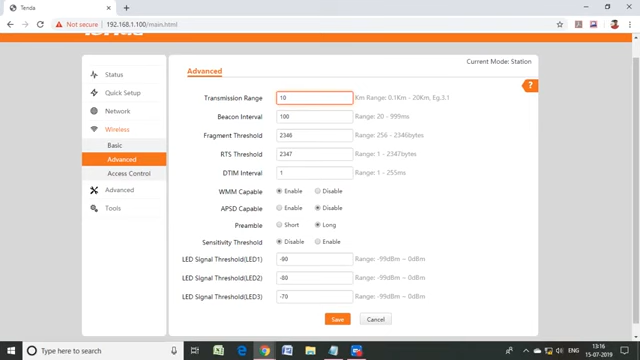 Tenda
Not secure | 192.168.1.100/main.html
Current Mode: Station
Status
Quick Setup
Network
Wireless
Basic
Advanced
Access Control
Advanced
Tools
Advanced
?
Transmission Range 10 Km Range: 0.1Km - 20Km, Eg.3.1
Beacon Interval 100 Range: 20 - 999ms
Fragment Threshold 2346 Range: 256 - 2346bytes
RTS Threshold 2347 Range: 1 - 2347bytes
DTIM Interval 1 Range: 1 - 255ms
WMM Capable Enable Disable
APSD Capable Enable Disable
Preamble Short Long
Sensitivity Threshold Disable Enable
LED Signal Threshold(LED1) -90 Range: -99dBm ~ 0dBm
LED Signal Threshold(LED2) -80 Range: -99dBm ~ 0dBm
LED Signal Threshold(LED3) -70 Range: -99dBm ~ 0dBm
Save Cancel
Type here to search
ENG
13:16
15-07-2019